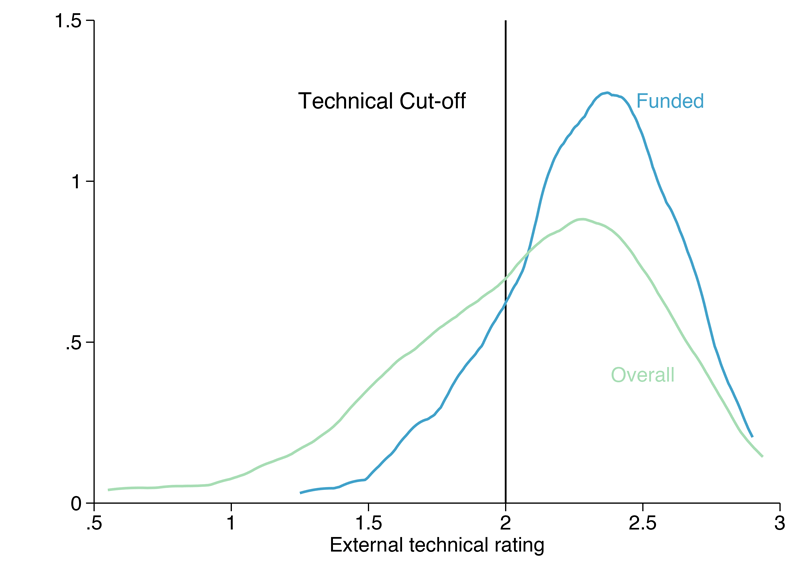 1.5
Technical Cut-off
Funded
1
.5
Overall
0
.5 1 1.5 2 2.5 3
External technical rating